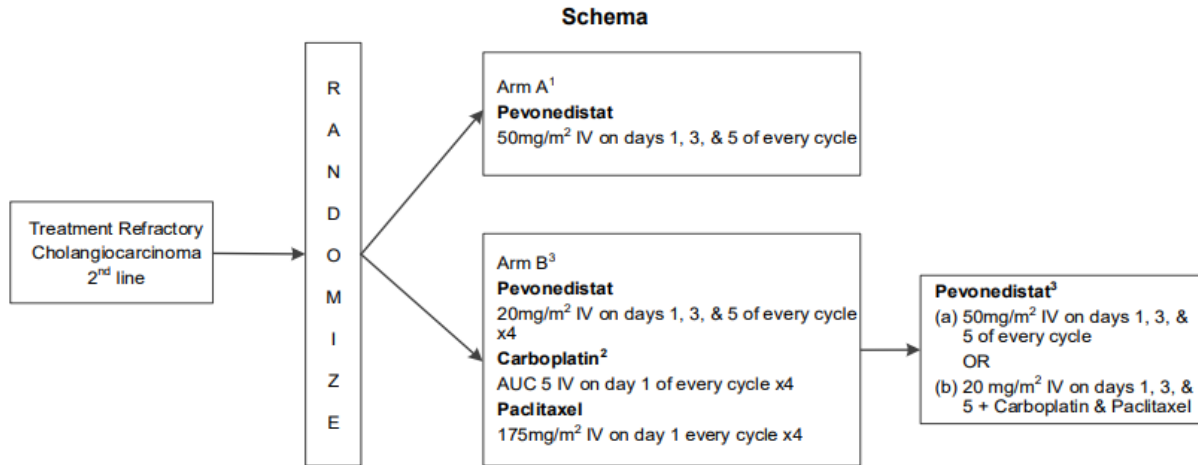 Schema
Treatment Refractory
Cholangiocarcinoma
2nd line
R
A
N
D
O
M
I
Z
E
Arm A1
Pevonedistat
50mg/m2 IV on days 1, 3, & 5 of every cycle
Arm B3
Pevonedistat
20mg/m2 IV on days 1, 3, & 5 of every cycle
x4
Carboplatin2
AUC 5 IV on day 1 of every cycle x4
Paclitaxel
175mg/m2 IV on day 1 every cycle x4
Pevonedistat3
(a) 50mg/m2 IV on days 1, 3, &
5 of every cycle
OR
(b) 20 mg/m2 IV on days 1, 3, &
5 + Carboplatin & Paclitaxel